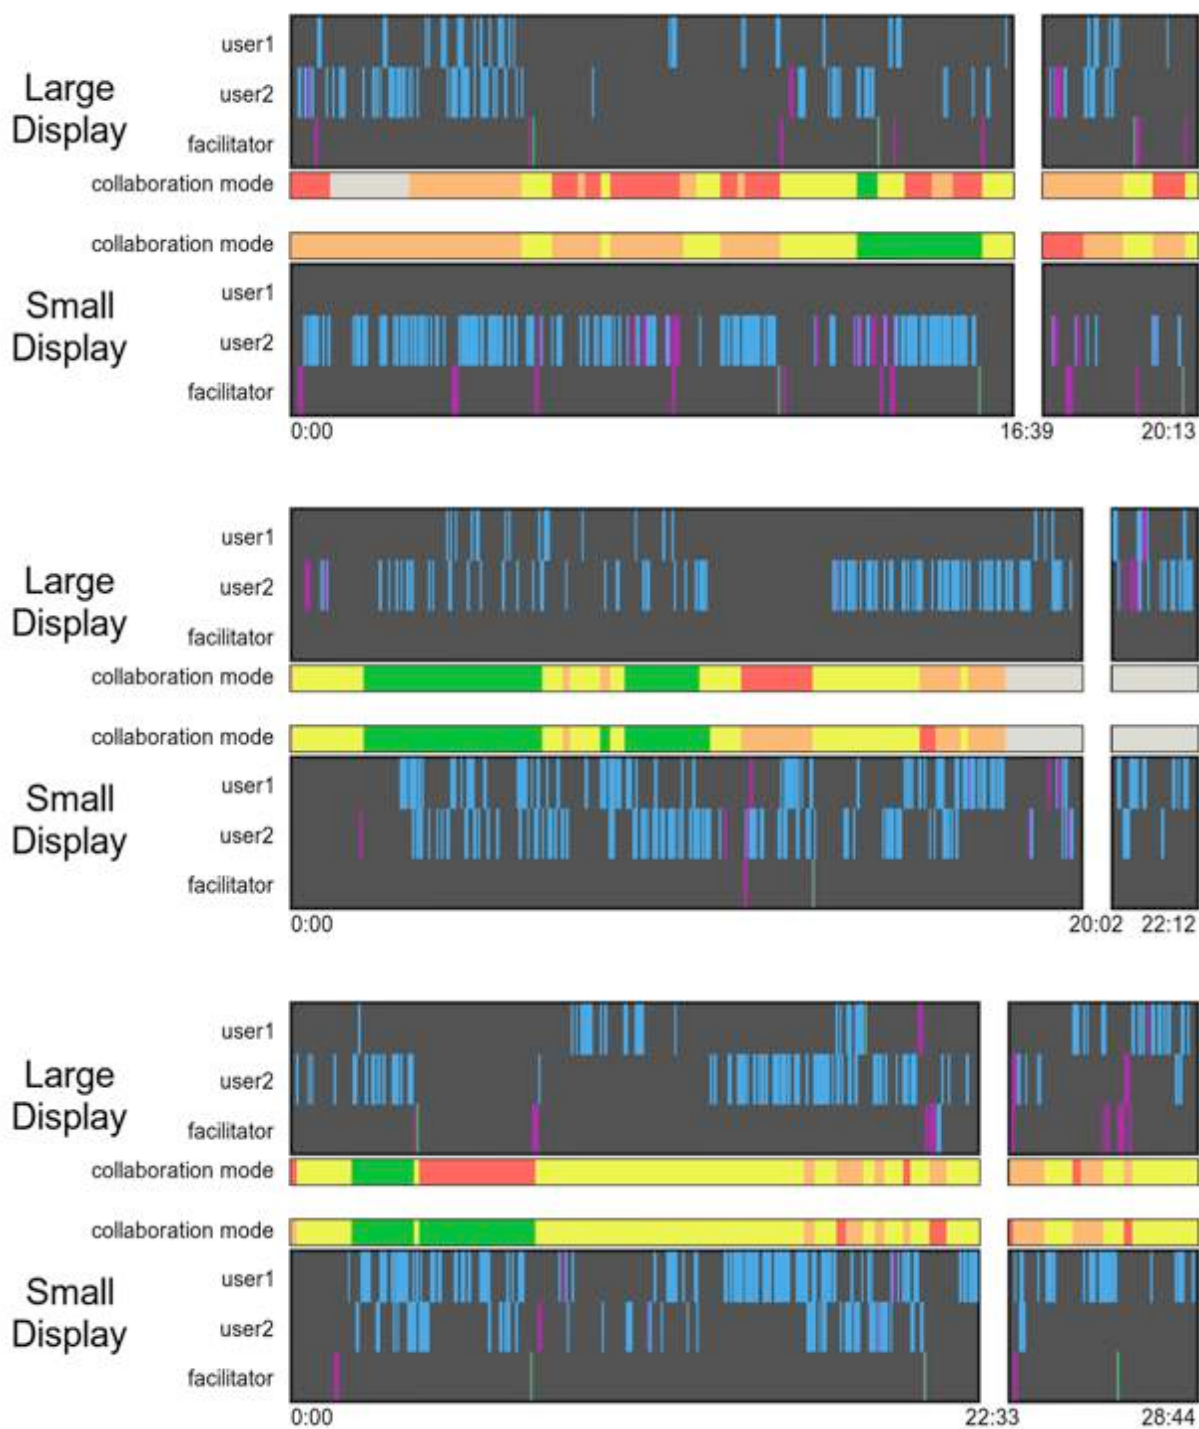 user1
Large
Display
user2
facilitator
collaboration mode
collaboration mode
user1
Small
Display
user2
facilitator
0:00
16:39
20:13
user1
Large
Display
user2
facilitator
collaboration mode
collaboration mode
user1
Small
Display
user2
facilitator
0:00
20:02
22:12
user1
Large
Display
user2
facilitator
collaboration mode
collaboration mode
user1
Small
Display
user2
facilitator
0:00
22:33
28:44